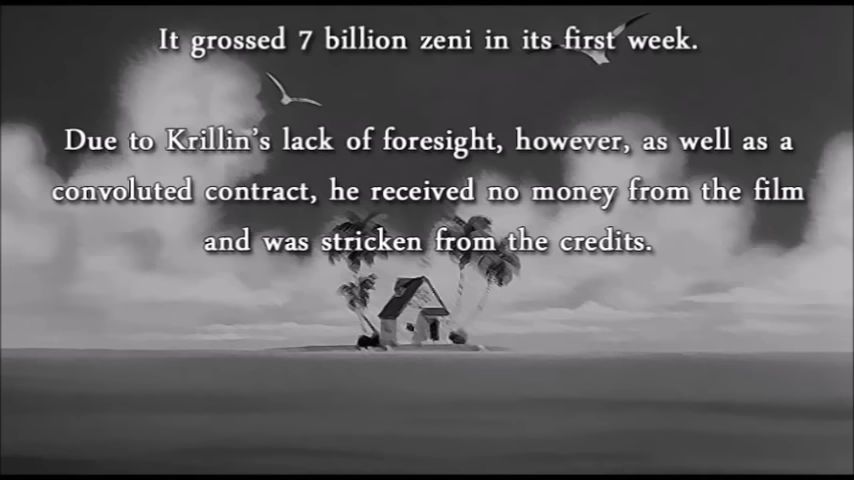 It grossed 7 billion zeni in its first week.
Due to Krillin's lack of foresight, however, as well as a
convoluted contract, he received no money from the film
and was stricken from the credits.